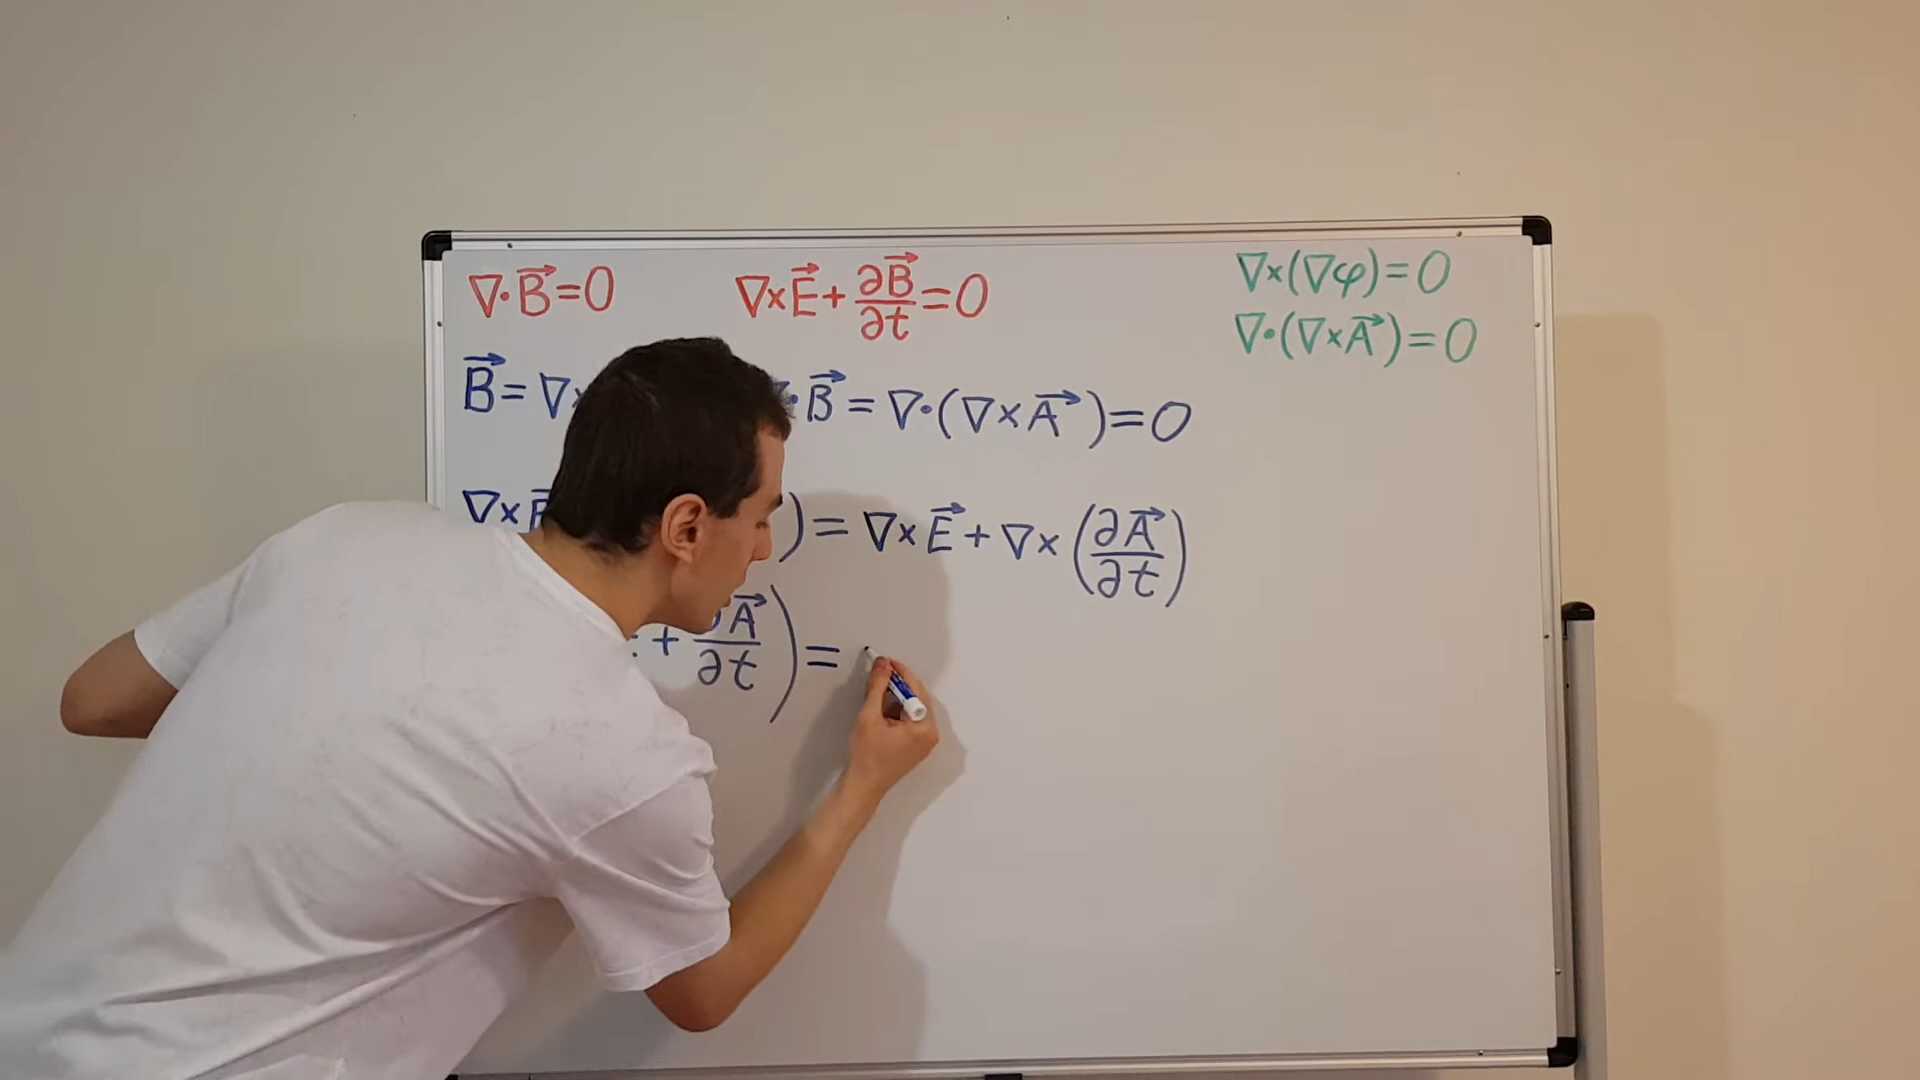 ∇·B⃗=0 ∇×E⃗+∂B⃗/∂t=0 ∇×(∇φ)=0
∇·(∇×A⃗)=0
B⃗=∇× ·B⃗=∇·(∇×A⃗)=0
∇× )=∇×E⃗+∇×(∂A⃗/∂t)
+∂A⃗/∂t)=